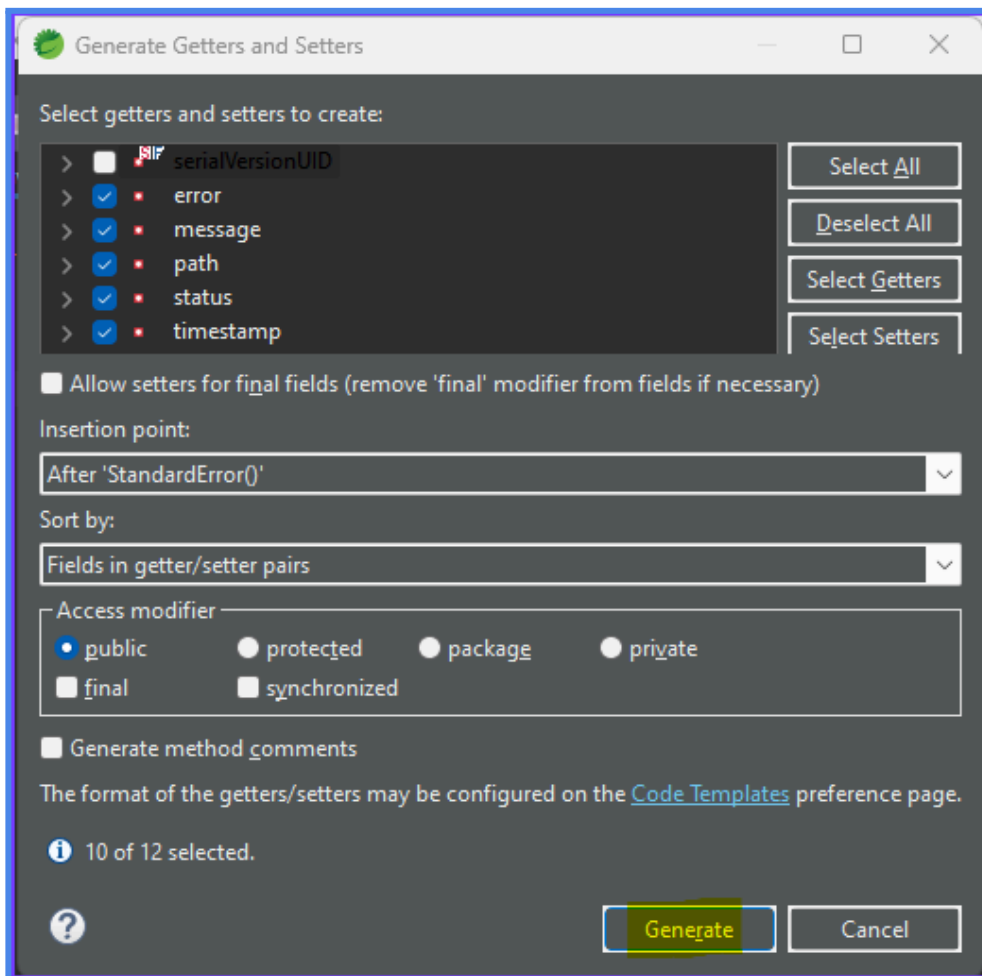 Generate Getters and Setters
Select getters and setters to create:
SF serialVersionUID
error
message
path
status
timestamp
Select All
Deselect All
Select Getters
Select Setters
Allow setters for final fields (remove 'final' modifier from fields if necessary)
Insertion point:
After 'StandardError()'
Sort by:
Fields in getter/setter pairs
Access modifier
public protected package private
final synchronized
Generate method comments
The format of the getters/setters may be configured on the Code Templates preference page.
10 of 12 selected.
Generate Cancel